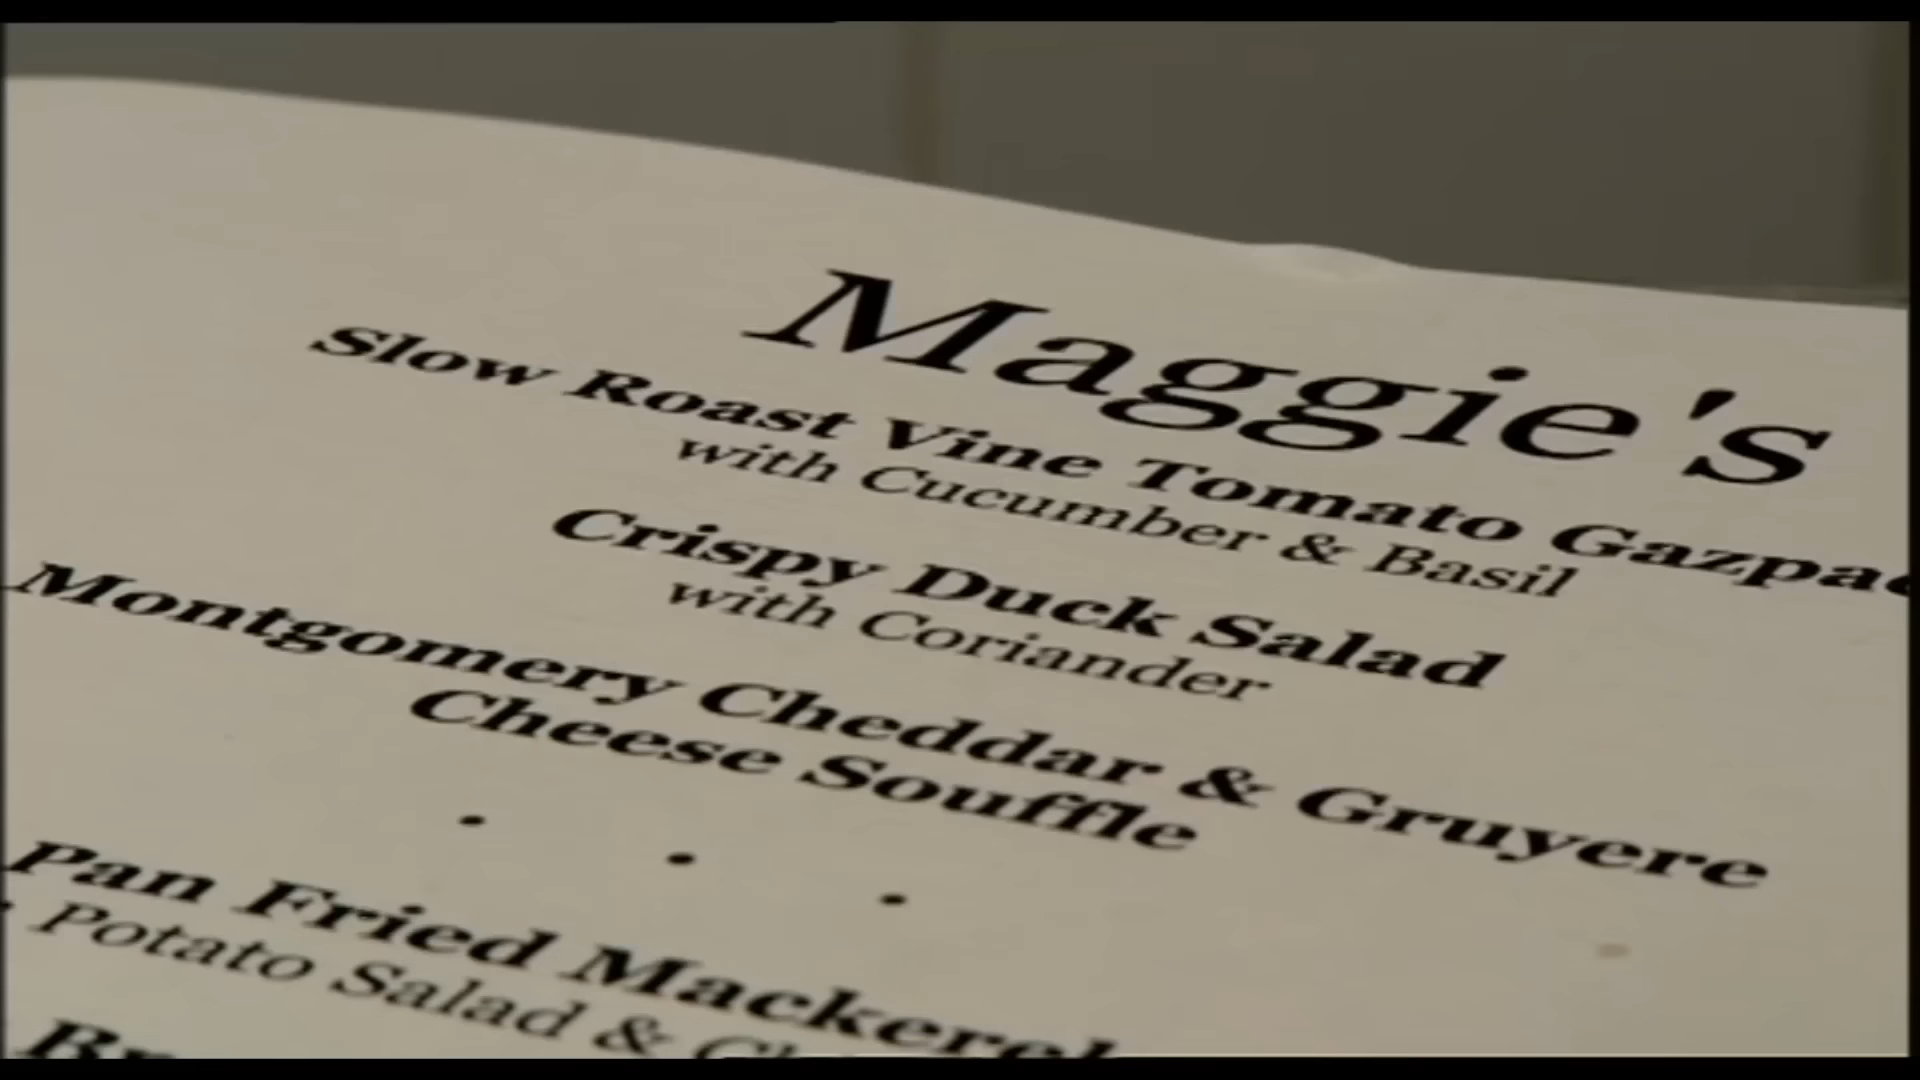 Maggie's
Slow Roast Vine Tomato
with Cucumber & Basil
Crispy Duck Salad
with Coriander
Montgomery Cheddar & Gruyere
Cheese Souffle
. . .
Pan Fried Mackerel
Potato Salad &